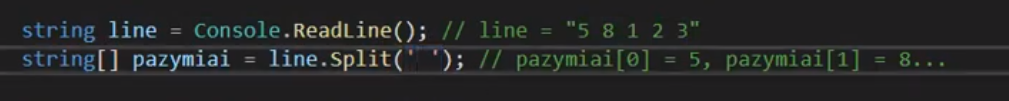 string line = Console.ReadLine(); // line = "5 8 1 2 3"
string[] pazymiai = line.Split(' '); // pazymiai[0] = 5, pazymiai[1] = 8...